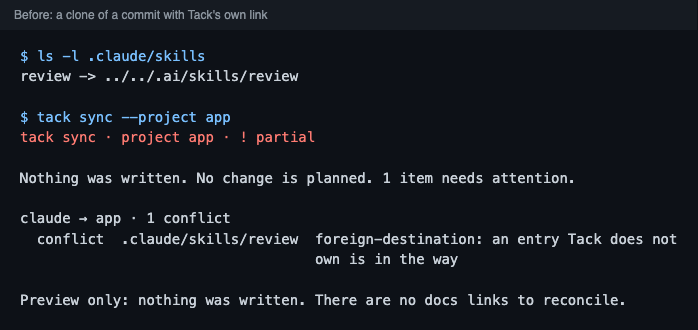 Before: a clone of a commit with Tack's own link
$ ls -l .claude/skills
review -> ../../.ai/skills/review
$ tack sync --project app
tack sync · project app · ! partial
Nothing was written. No change is planned. 1 item needs attention.
claude → app · 1 conflict
conflict  .claude/skills/review  foreign-destination: an entry Tack does not
own is in the way
Preview only: nothing was written. There are no docs links to reconcile.